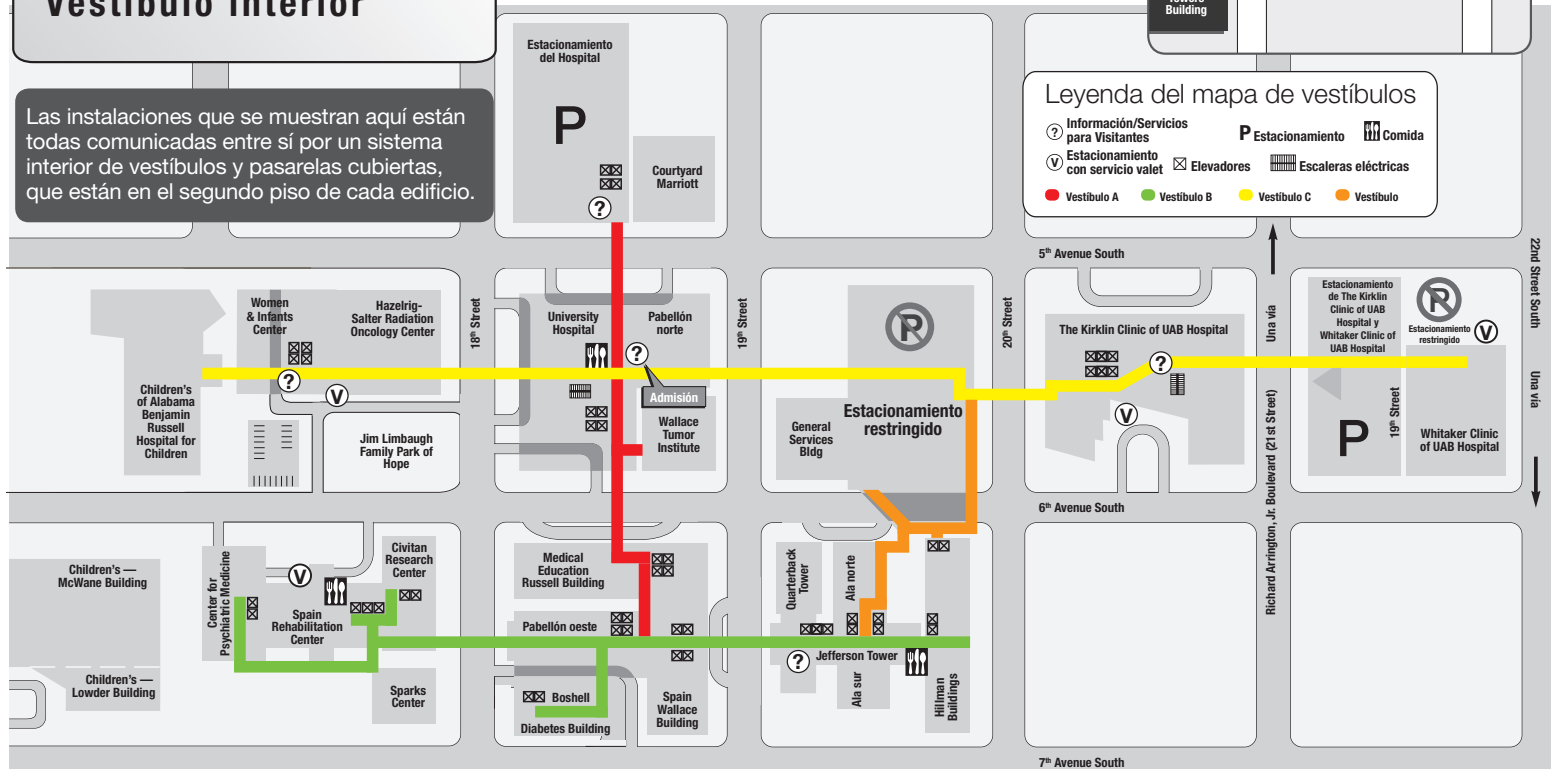 Vestíbulo interior
Building
Las instalaciones que se muestran aquí están
todas comunicadas entre sí por un sistema
interior de vestíbulos y pasarelas cubiertas,
que están en el segundo piso de cada edificio.
Estacionamiento
del Hospital
P
Courtyard
Marriott
?
Leyenda del mapa de vestíbulos
? Información/Servicios
para Visitantes
P Estacionamiento
Comida
V Estacionamiento
con servicio valet
Elevadores
Escaleras eléctricas
Vestíbulo A
Vestíbulo B
Vestíbulo C
Vestíbulo
5th Avenue South
22nd Street South
Una vía
Women
& Infants
Center
Hazelrig-
Salter Radiation
Oncology Center
18th Street
University
Hospital
Pabellón
norte
19th Street
P
20th Street
The Kirklin Clinic of UAB Hospital
Una vía
Richard Arrington, Jr. Boulevard (21 st Street)
Estacionamiento
de The Kirklin
Clinic of UAB
Hospital y
Whitaker Clinic of
UAB Hospital
P
Estacionamiento
restringido
V
?
?
?
V
Admisión
Children's
of Alabama
Benjamin
Russell
Hospital for
Children
Jim Limbaugh
Family Park of
Hope
Wallace
Tumor
Institute
General
Services
Bldg
Estacionamiento
restringido
V
P
19th Street
Whitaker Clinic
of UAB Hospital
6th Avenue South
Children's —
McWane Building
Center for
Psychiatric Medicine
V
Civitan
Research
Center
Spain
Rehabilitation
Center
Medical
Education
Russell Building
Quarterback
Tower
Ala norte
Pabellón oeste
?
Jefferson Tower
Children's —
Lowder Building
Sparks
Center
Boshell
Diabetes Building
Spain
Wallace
Building
Ala sur
Hillman
Buildings
7th Avenue South